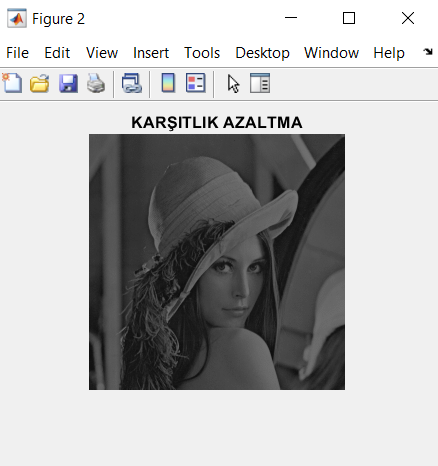 Figure 2
File Edit View Insert Tools Desktop Window Help
KARŞITLIK AZALTMA